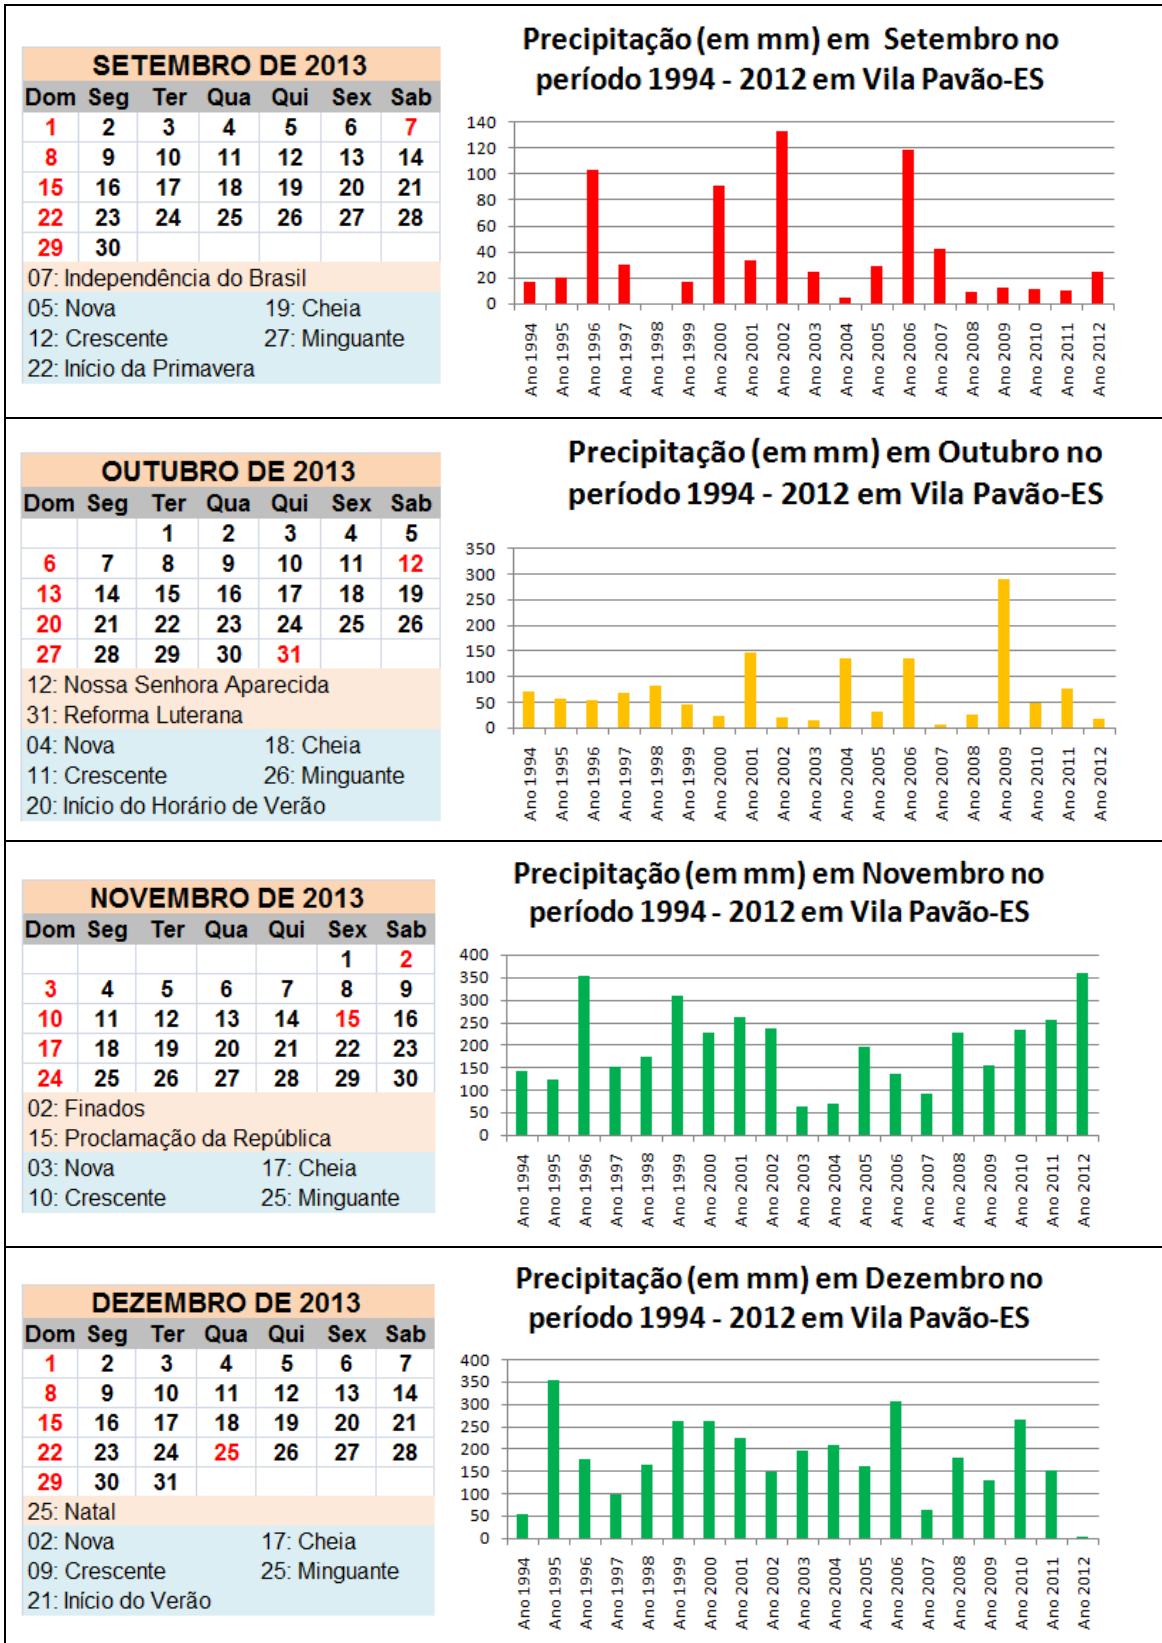 SETEMBRO DE 2013
Dom Seg Ter Qua Qui Sex Sab
1 2 3 4 5 6 7
8 9 10 11 12 13 14
15 16 17 18 19 20 21
22 23 24 25 26 27 28
29 30
07: Independência do Brasil
05: Nova 19: Cheia
12: Crescente 27: Minguante
22: Início da Primavera
Precipitação (em mm) em Setembro no
período 1994 - 2012 em Vila Pavão-ES
140
120
100
80
60
40
20
0
Ano 1994 Ano 1995 Ano 1996 Ano 1997 Ano 1998 Ano 1999 Ano 2000 Ano 2001 Ano 2002 Ano 2003 Ano 2004 Ano 2005 Ano 2006 Ano 2007 Ano 2008 Ano 2009 Ano 2010 Ano 2011 Ano 2012
OUTUBRO DE 2013
Dom Seg Ter Qua Qui Sex Sab
1 2 3 4 5
6 7 8 9 10 11 12
13 14 15 16 17 18 19
20 21 22 23 24 25 26
27 28 29 30 31
12: Nossa Senhora Aparecida
31: Reforma Luterana
04: Nova 18: Cheia
11: Crescente 26: Minguante
20: Início do Horário de Verão
Precipitação (em mm) em Outubro no
período 1994 - 2012 em Vila Pavão-ES
350
300
250
200
150
100
50
0
Ano 1994 Ano 1995 Ano 1996 Ano 1997 Ano 1998 Ano 1999 Ano 2000 Ano 2001 Ano 2002 Ano 2003 Ano 2004 Ano 2005 Ano 2006 Ano 2007 Ano 2008 Ano 2009 Ano 2010 Ano 2011 Ano 2012
NOVEMBRO DE 2013
Dom Seg Ter Qua Qui Sex Sab
1 2
3 4 5 6 7 8 9
10 11 12 13 14 15 16
17 18 19 20 21 22 23
24 25 26 27 28 29 30
02: Finados
15: Proclamação da República
03: Nova 17: Cheia
10: Crescente 25: Minguante
Precipitação (em mm) em Novembro no
período 1994 - 2012 em Vila Pavão-ES
400
350
300
250
200
150
100
50
0
Ano 1994 Ano 1995 Ano 1996 Ano 1997 Ano 1998 Ano 1999 Ano 2000 Ano 2001 Ano 2002 Ano 2003 Ano 2004 Ano 2005 Ano 2006 Ano 2007 Ano 2008 Ano 2009 Ano 2010 Ano 2011 Ano 2012
DEZEMBRO DE 2013
Dom Seg Ter Qua Qui Sex Sab
1 2 3 4 5 6 7
8 9 10 11 12 13 14
15 16 17 18 19 20 21
22 23 24 25 26 27 28
29 30 31
25: Natal
02: Nova 17: Cheia
09: Crescente 25: Minguante
21: Início do Verão
Precipitação (em mm) em Dezembro no
período 1994 - 2012 em Vila Pavão-ES
400
350
300
250
200
150
100
50
0
Ano 1994 Ano 1995 Ano 1996 Ano 1997 Ano 1998 Ano 1999 Ano 2000 Ano 2001 Ano 2002 Ano 2003 Ano 2004 Ano 2005 Ano 2006 Ano 2007 Ano 2008 Ano 2009 Ano 2010 Ano 2011 Ano 2012